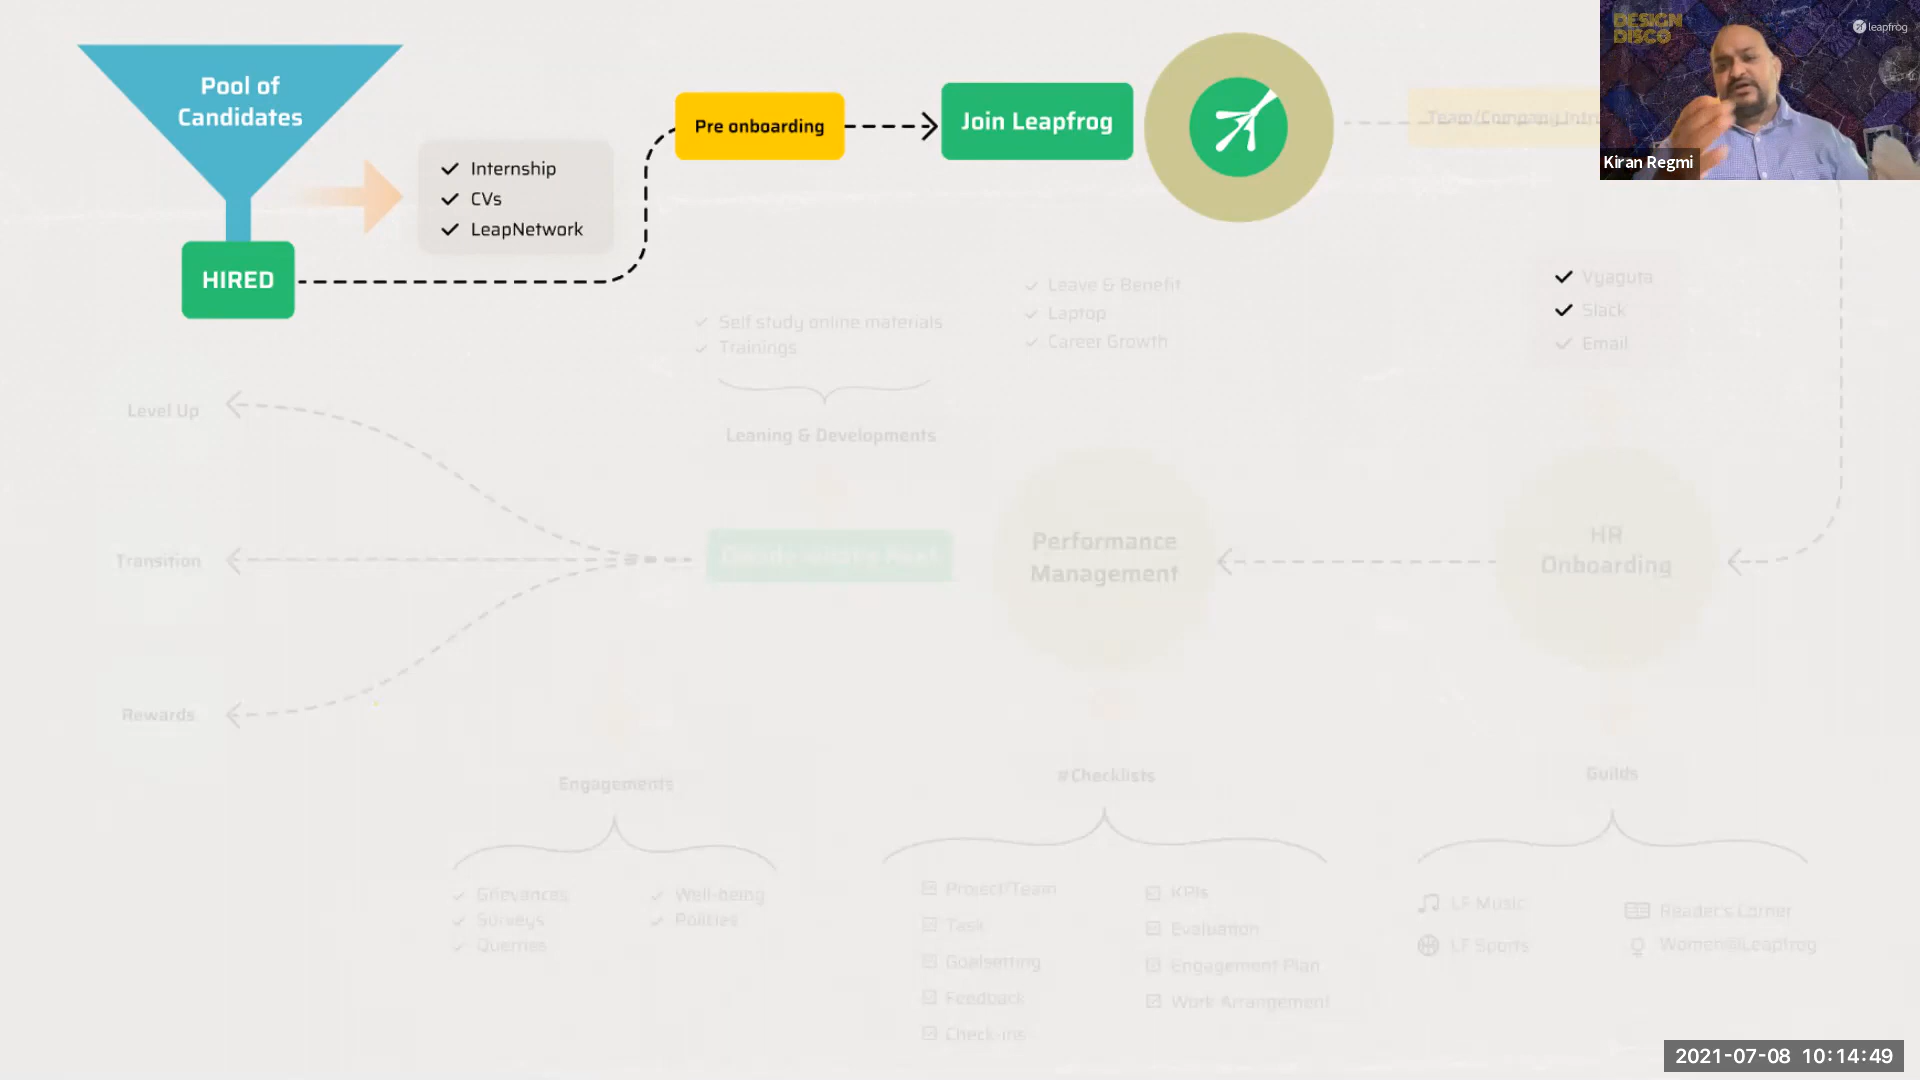 Pool of
Candidates
HIRED
Internship
CVs
LeapNetwork
Pre onboarding
Join Leapfrog
Team/Company
DESIGN
DISCO
leapfrog
Kiran Regmi
Vyaguta
Slack
Email
Leave & Benefit
Laptop
Career Growth
Self study online materials
Trainings
Leaning & Developments
Level Up
Transition
Rewards
Performance
Management
HR
Onboarding
Engagements
Grievances
Surveys
Querries
Well-being
Policies
#Checklists
Project/Team
Task
Goalsetting
Feedback
Check-ins
KPIs
Evaluation
Engagement Plan
Work Arrangement
Guilds
LF Music
LF Sports
Reader's Corner
Women@Leapfrog
2021-07-08 10:14:49